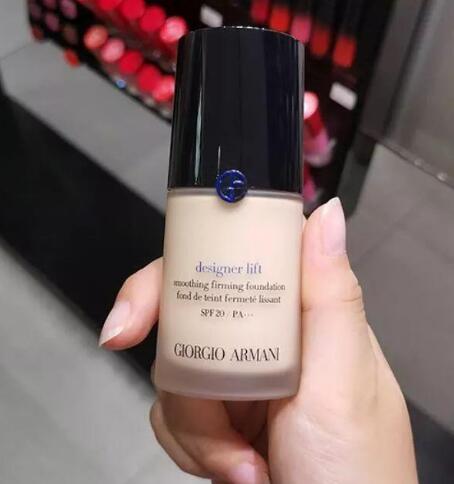 designer lift
smoothing firming foundation
fond de teint fermeté lissant
SPF 20 / PA+++
GIORGIO ARMANI